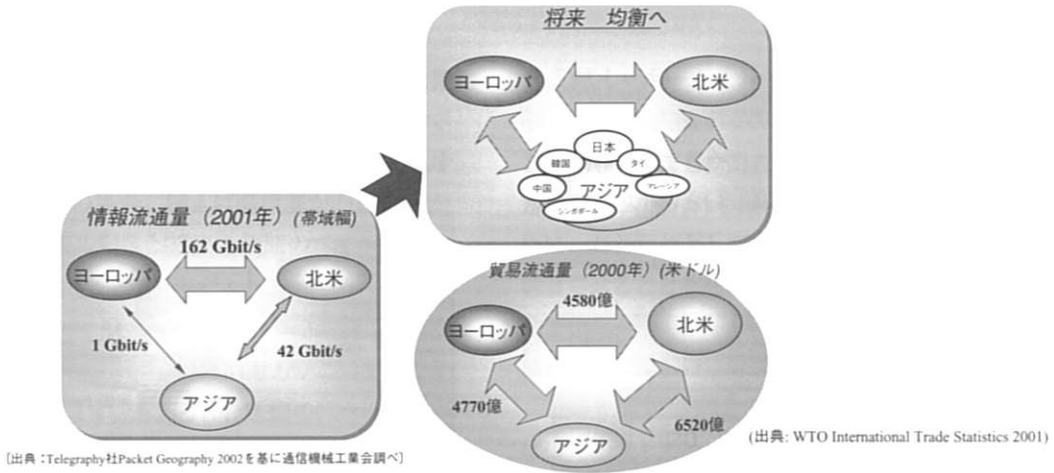 将来　均衡へ
ヨーロッパ
北米
日本
韓国
タイ
中国
アジア
マレーシア
シンガポール
情報流通量（2001年）(帯域幅)
162 Gbit/s
ヨーロッパ
北米
1 Gbit/s
42 Gbit/s
アジア
［出典：Telegraphy社Packet Geography 2002を基に通信機械工業会調べ］
貿易流通量（2000年）(米ドル)
4580億
ヨーロッパ
北米
4770億
6520億
アジア
(出典: WTO International Trade Statistics 2001)